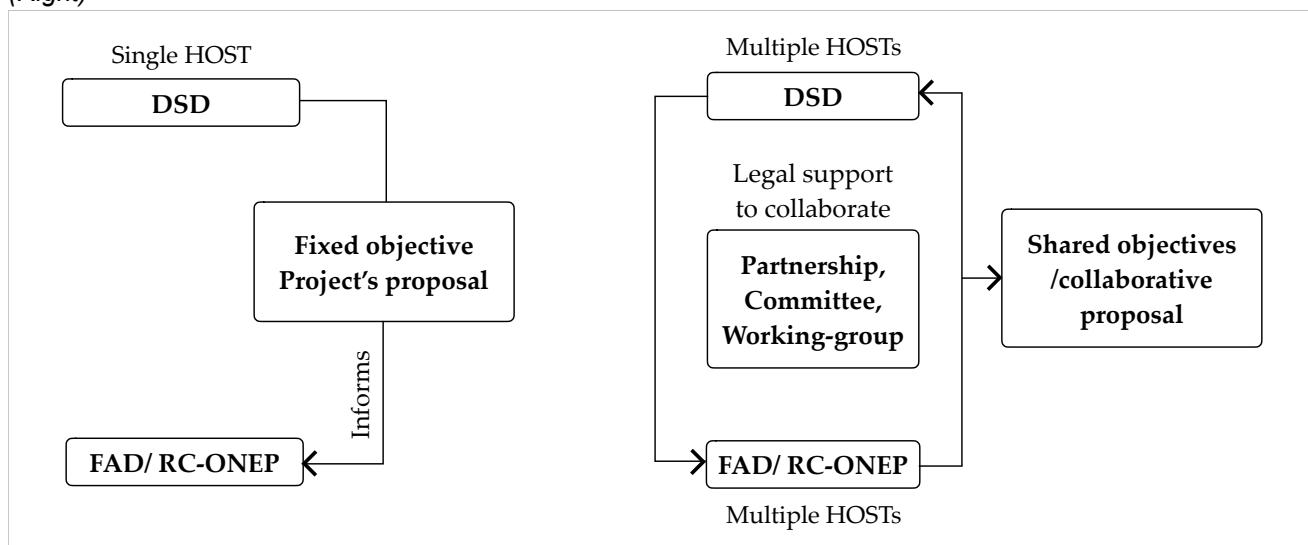 (Right)
Single HOST
DSD
Fixed objective
Project's proposal
Informs
FAD/ RC-ONEP
Multiple HOSTs
DSD
Legal support
to collaborate
Partnership,
Committee,
Working-group
Shared objectives
/collaborative
proposal
FAD/ RC-ONEP
Multiple HOSTs